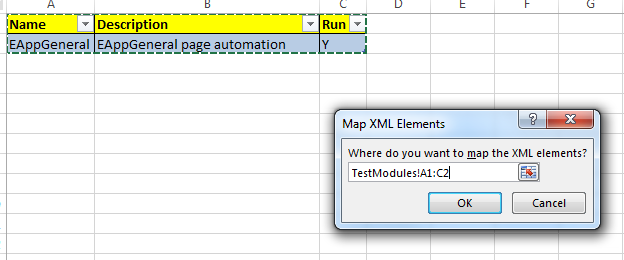 A B C D E F G
Name Description Run
EAppGeneral EAppGeneral page automation Y
Map XML Elements
Where do you want to map the XML elements?
TestModules!A1:C2
OK Cancel